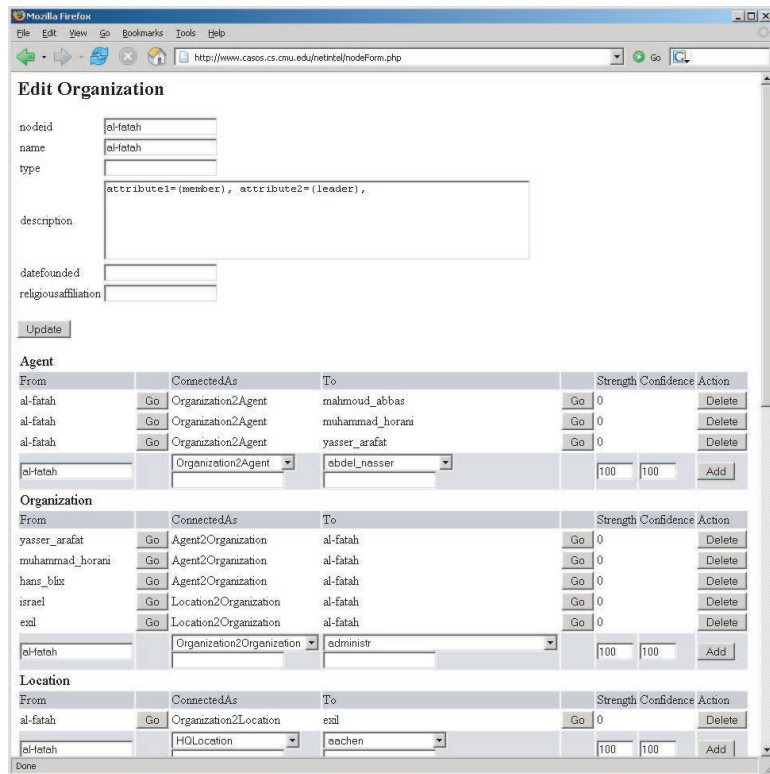 Mozilla Firefox
File Edit View Go Bookmarks Tools Help
http://www.casos.cs.cmu.edu/netintel/nodeForm.php Go
Edit Organization
nodeid al-fatah
name al-fatah
type
attribute1=(member), attribute2=(leader),
description
datefounded
religiousaffiliation
Update
Agent
From ConnectedAs To Strength Confidence Action
al-fatah Go Organization2Agent mahmoud_abbas Go 0 Delete
al-fatah Go Organization2Agent muhammad_horani Go 0 Delete
al-fatah Go Organization2Agent yasser_arafat Go 0 Delete
al-fatah Organization2Agent abdel_nasser 100 100 Add
Organization
From ConnectedAs To Strength Confidence Action
yasser_arafat Go Agent2Organization al-fatah Go 0 Delete
muhammad_horani Go Agent2Organization al-fatah Go 0 Delete
hans_blix Go Agent2Organization al-fatah Go 0 Delete
israel Go Location2Organization al-fatah Go 0 Delete
exil Go Location2Organization al-fatah Go 0 Delete
al-fatah Organization2Organization administr 100 100 Add
Location
From ConnectedAs To Strength Confidence Action
al-fatah Go Organization2Location exil Go 0 Delete
al-fatah HQLocation aachen 100 100 Add
Done